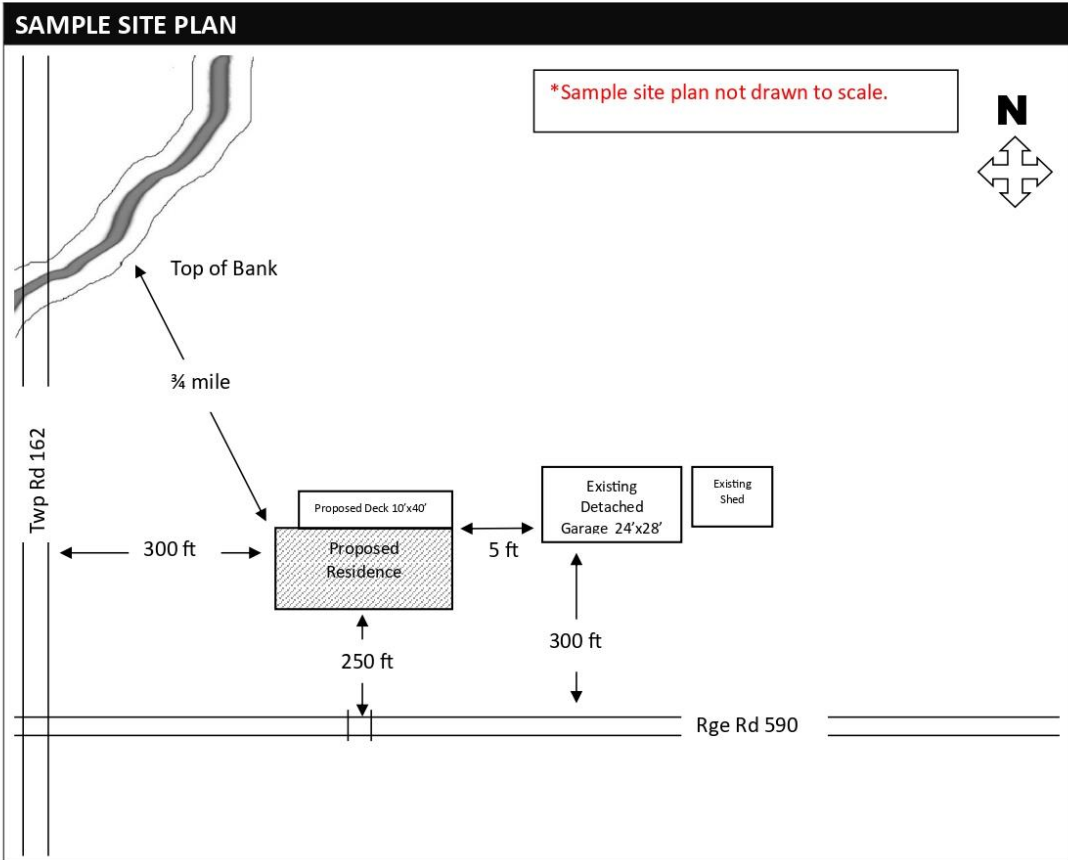 SAMPLE SITE PLAN
*Sample site plan not drawn to scale.
N
Top of Bank
¾ mile
Twp Rd 162
Existing
Detached
Garage 24'x28'
Existing
Shed
Proposed Deck 10'x40'
300 ft
Proposed
Residence
5 ft
300 ft
250 ft
Rge Rd 590